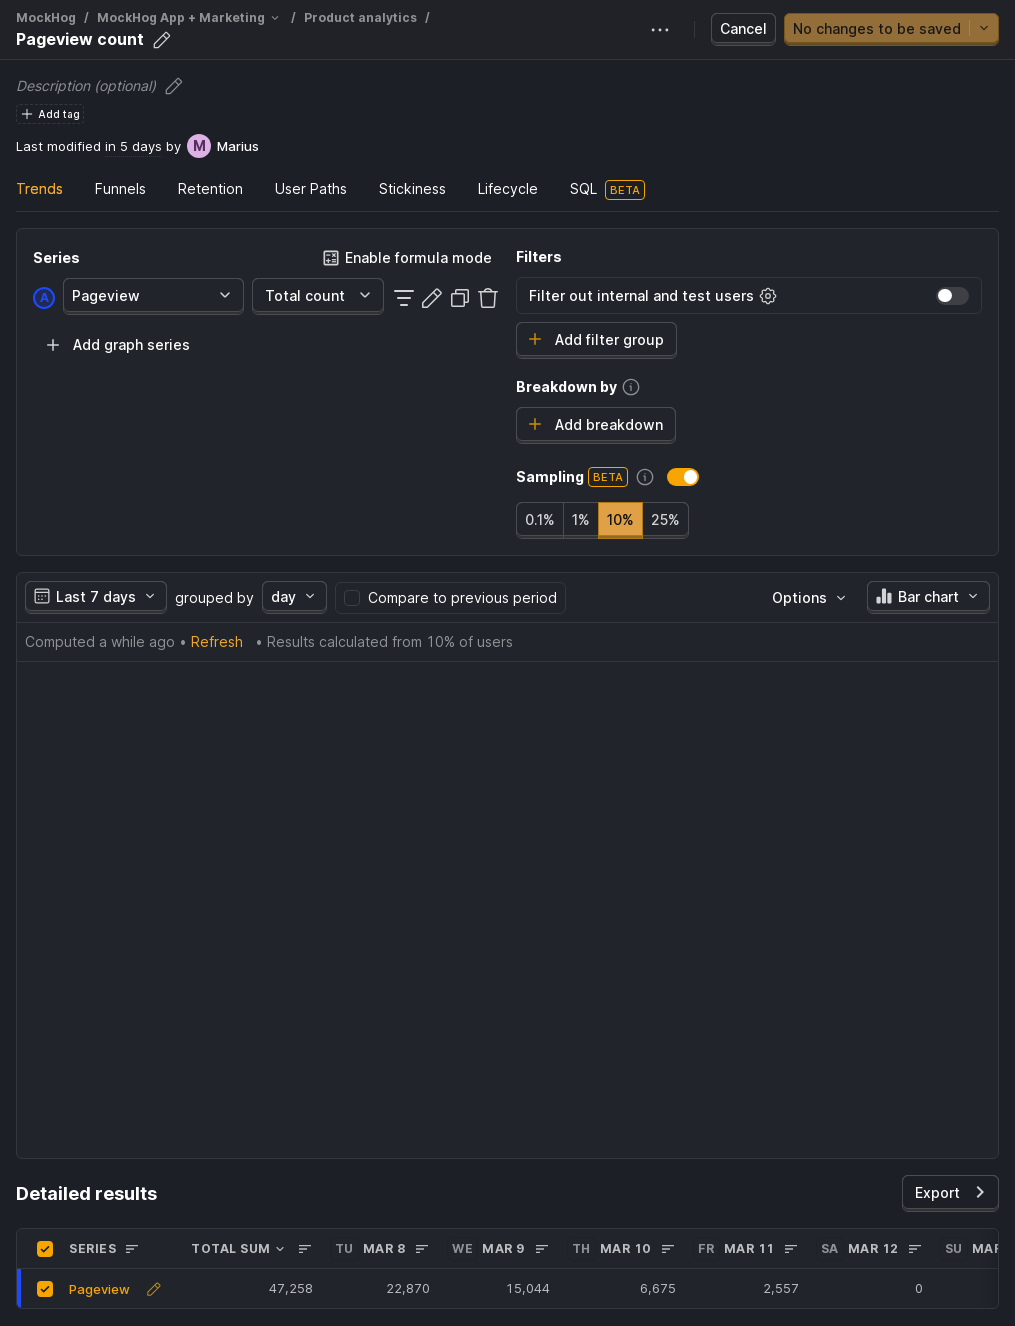 MockHog / MockHog App + Marketing / Product analytics /
Pageview count
Cancel
No changes to be saved
Description (optional)
Add tag
Last modified in 5 days by M Marius
Trends Funnels Retention User Paths Stickiness Lifecycle SQL BETA
Series
Enable formula mode
A Pageview Total count
Add graph series
Filters
Filter out internal and test users
Add filter group
Breakdown by
Add breakdown
Sampling BETA
0.1% 1% 10% 25%
Last 7 days grouped by day Compare to previous period Options Bar chart
Computed a while ago • Refresh • Results calculated from 10% of users
Detailed results
Export
SERIES TOTAL SUM TU MAR 8 WE MAR 9 TH MAR 10 FR MAR 11 SA MAR 12 SU MAR
Pageview 47,258 22,870 15,044 6,675 2,557 0